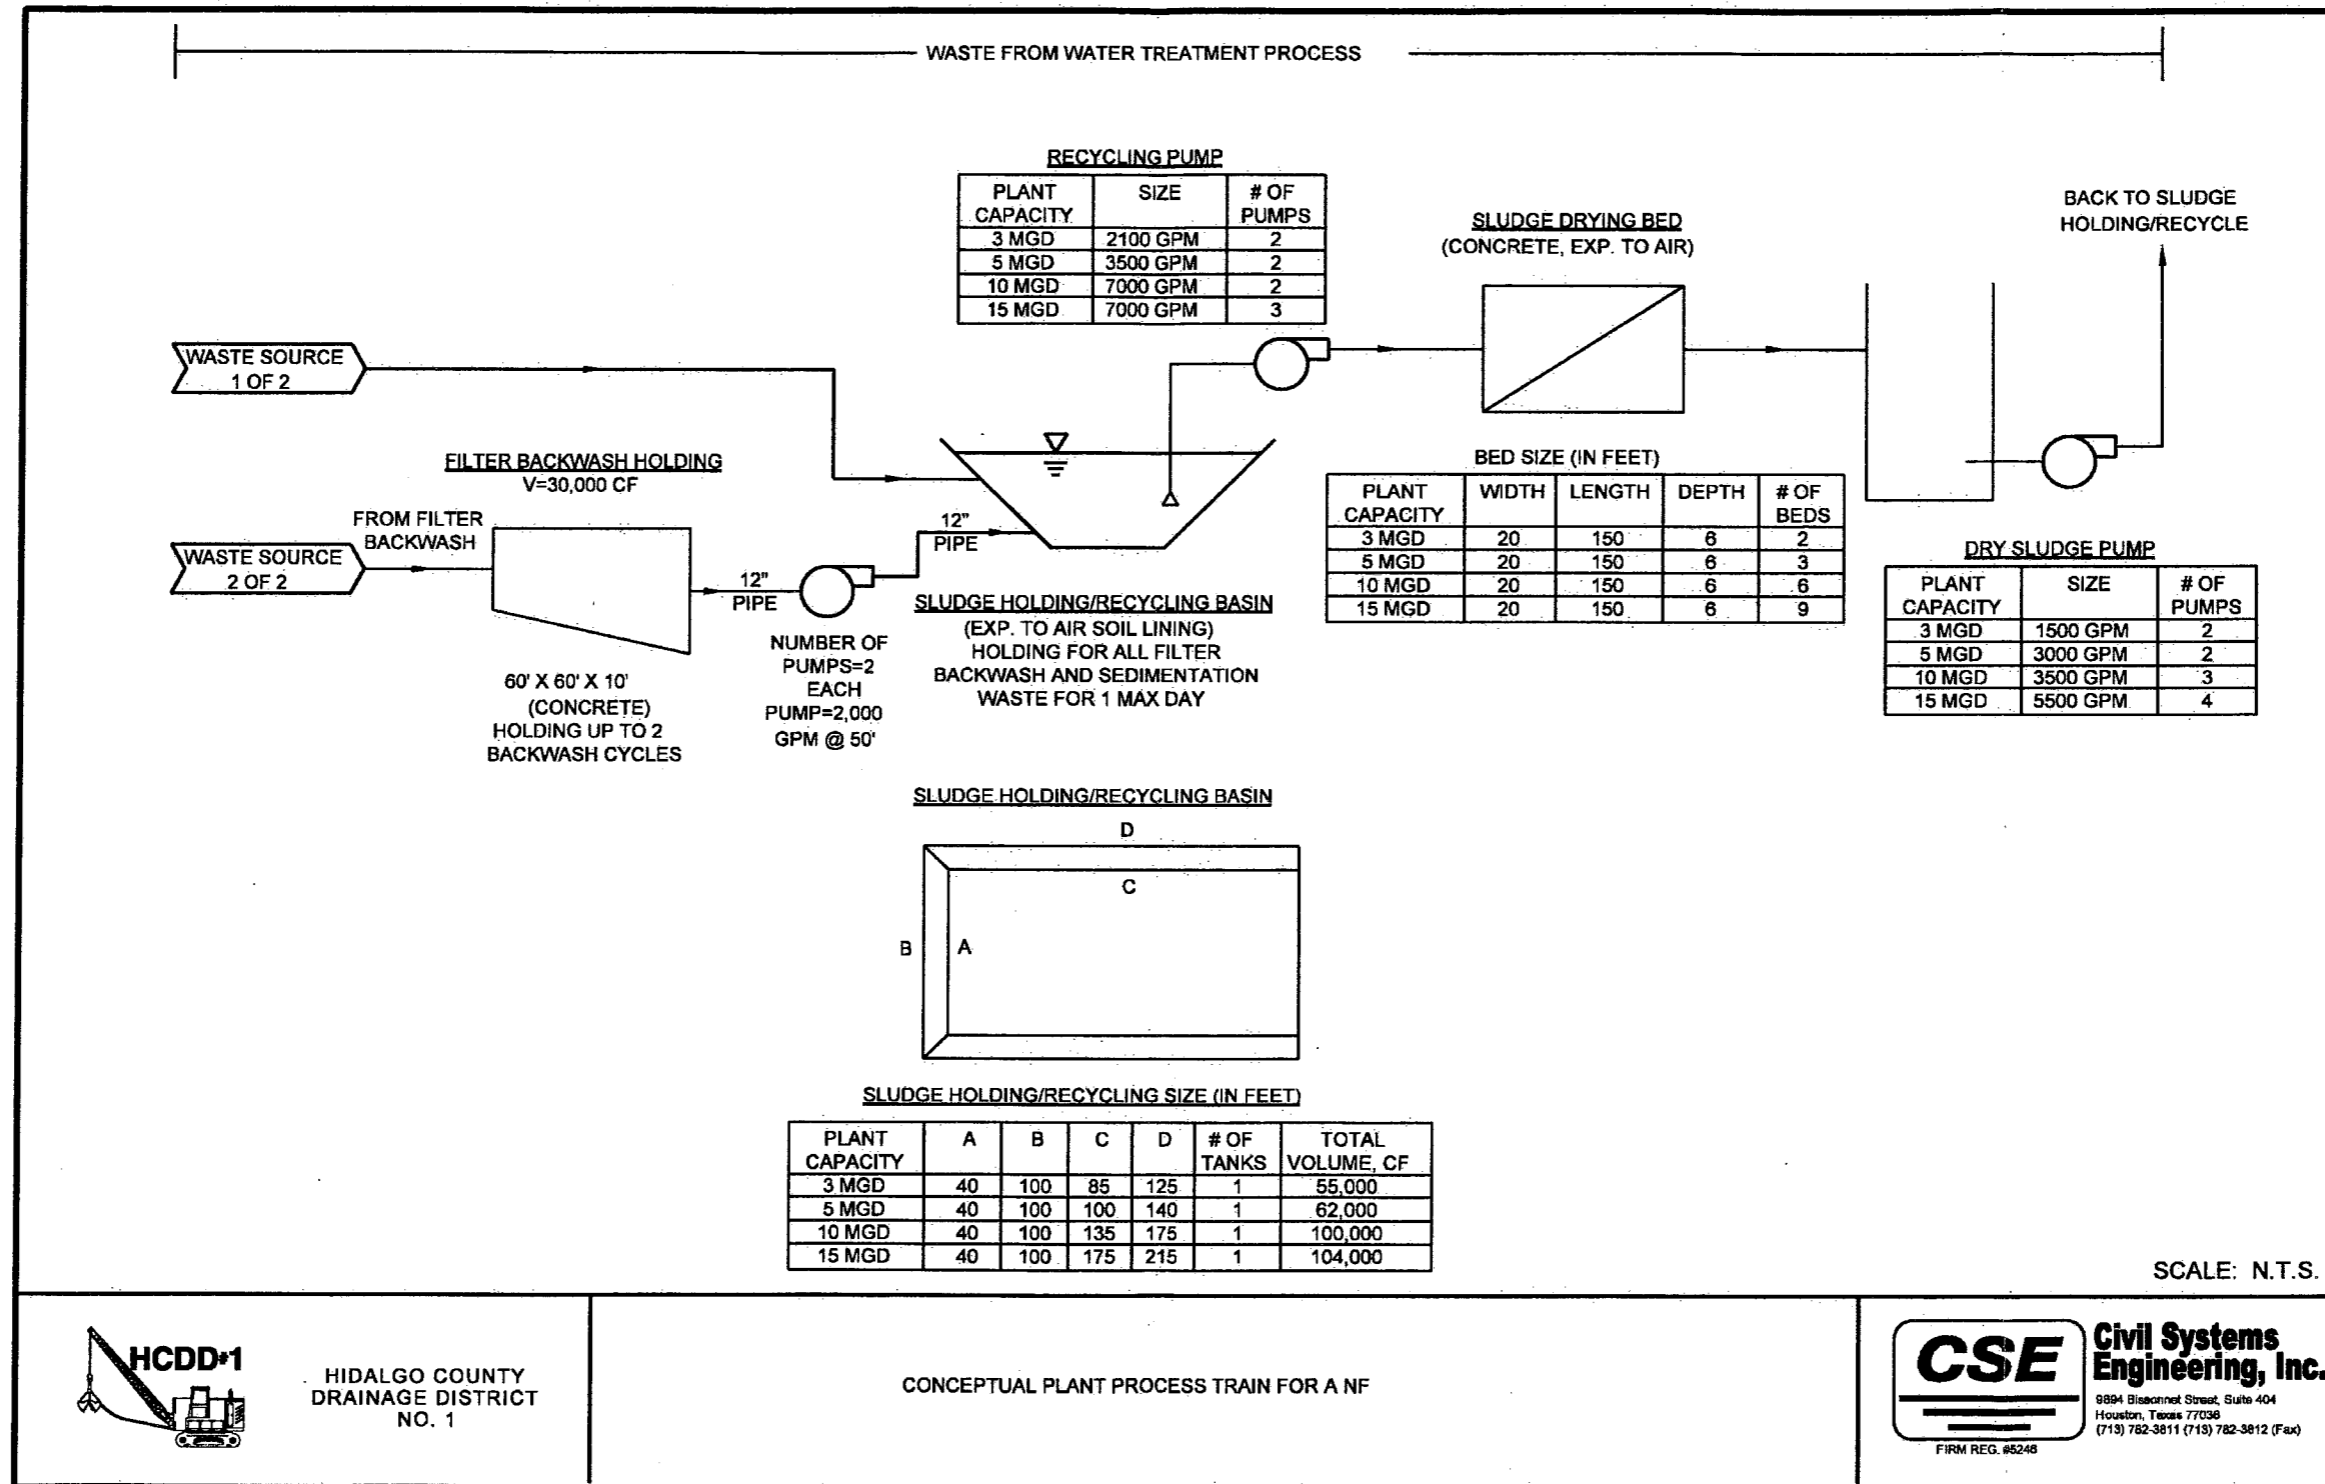 WASTE FROM WATER TREATMENT PROCESS
RECYCLING PUMP
PLANT CAPACITY SIZE # OF PUMPS
3 MGD 2100 GPM 2
5 MGD 3500 GPM 2
10 MGD 7000 GPM 2
15 MGD 7000 GPM 3
SLUDGE DRYING BED
(CONCRETE, EXP. TO AIR)
BACK TO SLUDGE
HOLDING/RECYCLE
WASTE SOURCE
1 OF 2
FILTER BACKWASH HOLDING
V=30,000 CF
FROM FILTER
BACKWASH
WASTE SOURCE
2 OF 2
12"
PIPE
12"
PIPE
60' X 60' X 10'
(CONCRETE)
HOLDING UP TO 2
BACKWASH CYCLES
NUMBER OF
PUMPS=2
EACH
PUMP=2,000
GPM @ 50'
SLUDGE HOLDING/RECYCLING BASIN
(EXP. TO AIR SOIL LINING)
HOLDING FOR ALL FILTER
BACKWASH AND SEDIMENTATION
WASTE FOR 1 MAX DAY
BED SIZE (IN FEET)
PLANT CAPACITY WIDTH LENGTH DEPTH # OF BEDS
3 MGD 20 150 6 2
5 MGD 20 150 6 3
10 MGD 20 150 6 6
15 MGD 20 150 6 9
DRY SLUDGE PUMP
PLANT CAPACITY SIZE # OF PUMPS
3 MGD 1500 GPM 2
5 MGD 3000 GPM 2
10 MGD 3500 GPM 3
15 MGD 5500 GPM 4
SLUDGE HOLDING/RECYCLING BASIN
D
C
B A
SLUDGE HOLDING/RECYCLING SIZE (IN FEET)
PLANT CAPACITY A B C D # OF TANKS TOTAL VOLUME, CF
3 MGD 40 100 85 125 1 55,000
5 MGD 40 100 100 140 1 62,000
10 MGD 40 100 135 175 1 100,000
15 MGD 40 100 175 215 1 104,000
SCALE: N.T.S.
HCDD#1
HIDALGO COUNTY
DRAINAGE DISTRICT
NO. 1
CONCEPTUAL PLANT PROCESS TRAIN FOR A NF
CSE
FIRM REG. #5246
Civil Systems
Engineering, Inc.
9894 Bissonnet Street, Suite 404
Houston, Texas 77036
(713) 782-3811 (713) 782-3812 (Fax)